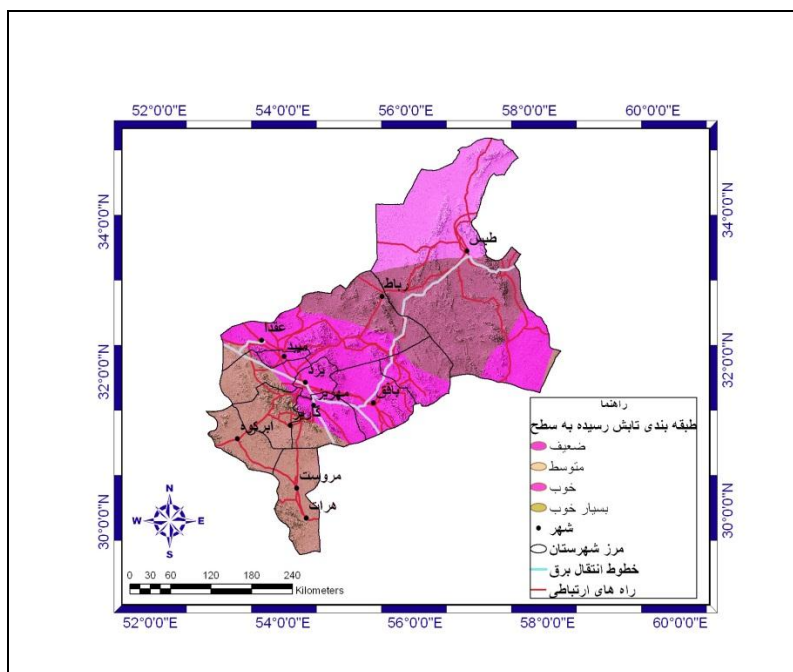 52°0'0"E 54°0'0"E 56°0'0"E 58°0'0"E 60°0'0"E
34°0'0"N 34°0'0"N
32°0'0"N 32°0'0"N
30°0'0"N 30°0'0"N
طبس
رباط
عقدا
میبد
یزد
مهریز
بافق
کاریز
ابرکوه
مروست
هرات
راهنما
طبقه بندی تابش رسیده به سطح
ضعیف
متوسط
خوب
بسیار خوب
شهر
مرز شهرستان
خطوط انتقال برق
راه های ارتباطی
N
W E
S
0 30 60 120 180 240
Kilometers
52°0'0"E 54°0'0"E 56°0'0"E 58°0'0"E 60°0'0"E